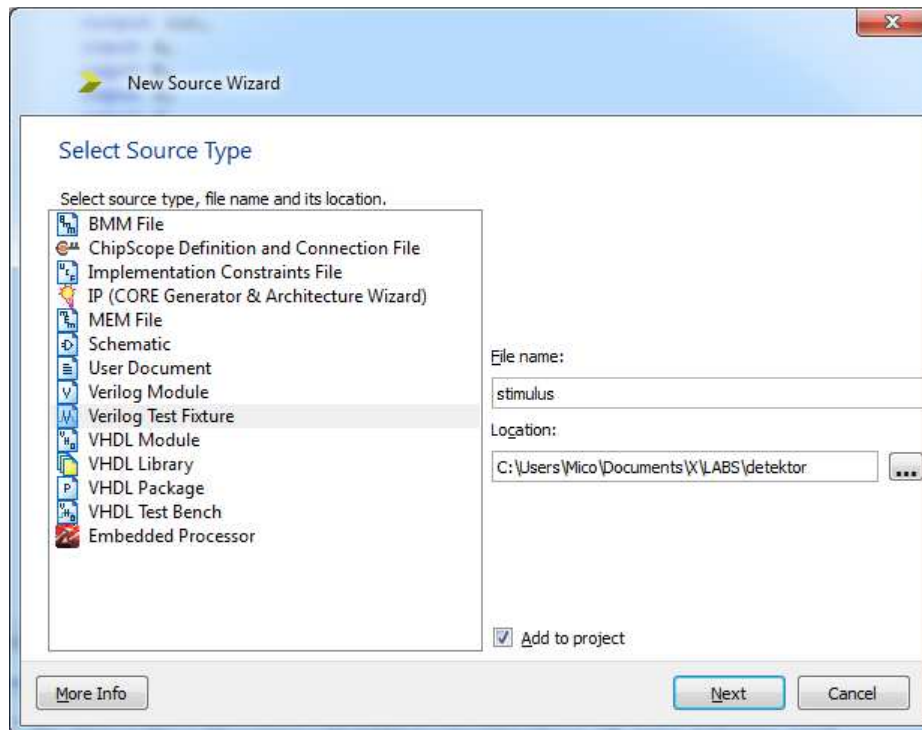 New Source Wizard
Select Source Type
Select source type, file name and its location.
BMM File
ChipScope Definition and Connection File
Implementation Constraints File
IP (CORE Generator & Architecture Wizard)
MEM File
Schematic
User Document
Verilog Module
Verilog Test Fixture
VHDL Module
VHDL Library
VHDL Package
VHDL Test Bench
Embedded Processor
File name:
stimulus
Location:
C:\Users\Mico\Documents\X\LABS\detektor
...
Add to project
More Info
Next
Cancel